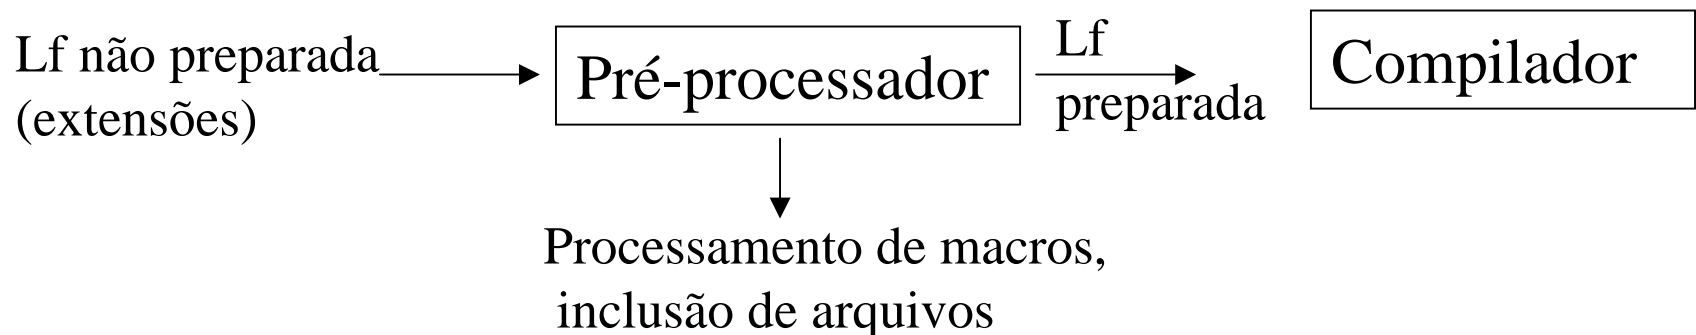 Lf não preparada
(extensões)
Pré-processador
Lf
preparada
Compilador
Processamento de macros,
inclusão de arquivos